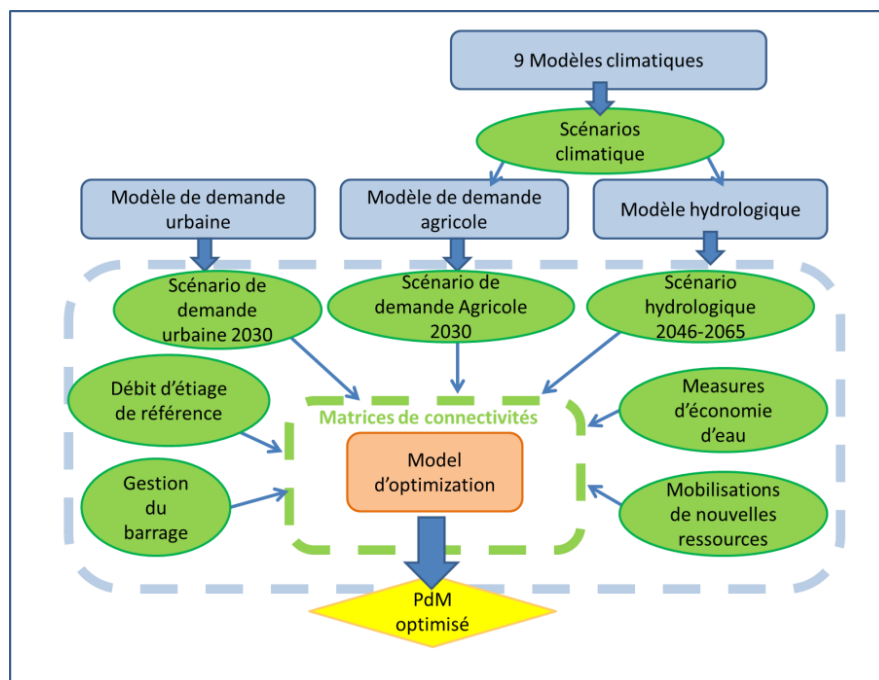 9 Modèles climatiques
Scénarios
climatique
Modèle de demande
urbaine
Modèle de demande
agricole
Modèle hydrologique
Scénario de
demande
urbaine 2030
Scénario de
demande Agricole
2030
Scénario
hydrologique
2046-2065
Débit d'étiage
de référence
Matrices de connectivités
Measures
d'économie
d'eau
Model
d'optimization
Gestion
du
barrage
Mobilisations
de nouvelles
ressources
PdM
optimisé